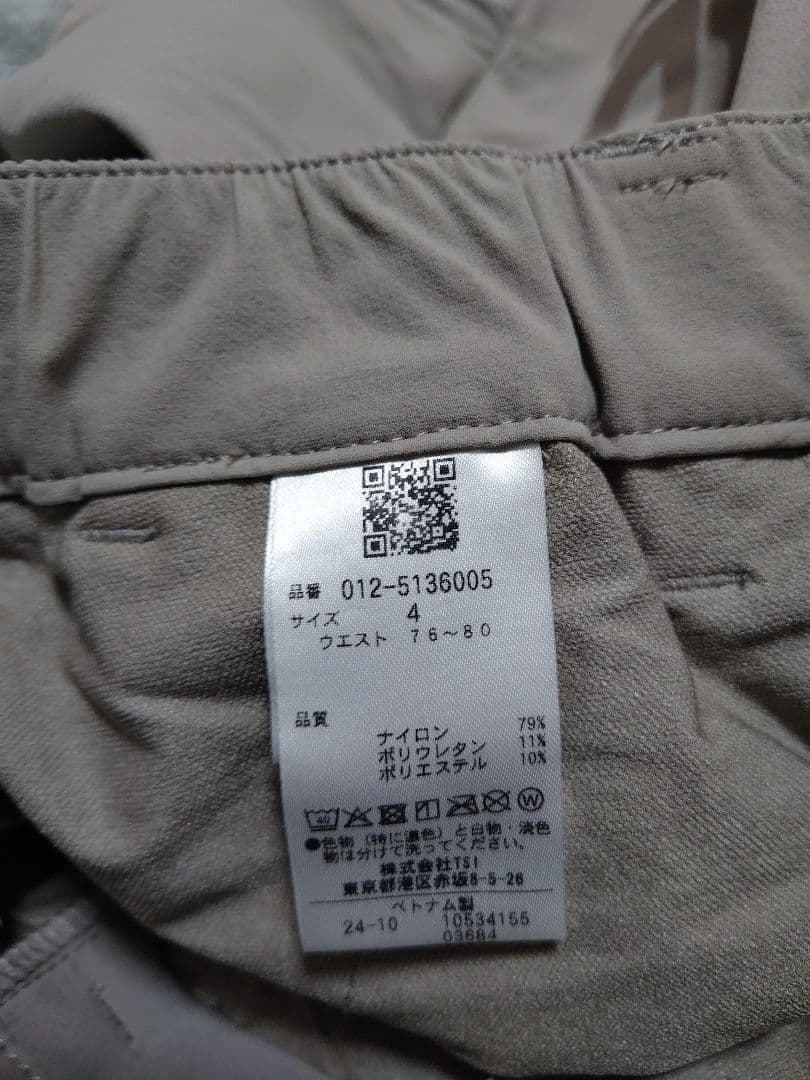 品番 012-5136005
サイズ 4
ウエスト 76～80
品質
ナイロン 79%
ポリウレタン 11%
ポリエステル 10%
40
W
●色物（特に濃色）と白物・淡色
物は分けて洗ってください。
株式会社TSI
東京都港区赤坂8-5-26
ベトナム製
24-10 10534155
03684